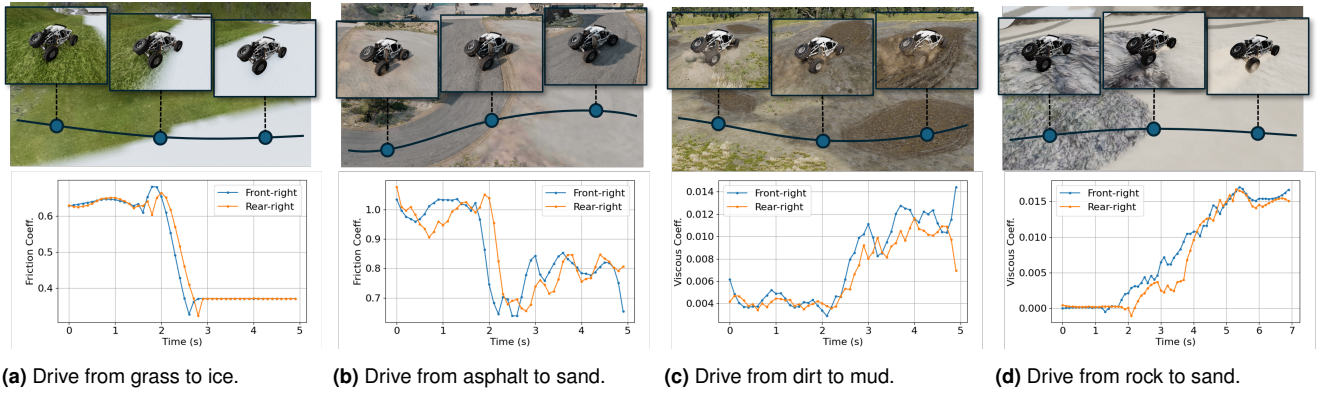 Friction Coeff.
0.6
0.5
0.4
Front-right
Rear-right
0 1 2 3 4 5
Time (s)
Friction Coeff.
1.0
0.9
0.8
0.7
Front-right
Rear-right
0 1 2 3 4 5
Time (s)
Viscous Coeff.
0.014
0.012
0.010
0.008
0.006
0.004
Front-right
Rear-right
0 1 2 3 4 5
Time (s)
Viscous Coeff.
0.015
0.010
0.005
0.000
Front-right
Rear-right
0 1 2 3 4 5 6 7
Time (s)
(a) Drive from grass to ice.
(b) Drive from asphalt to sand.
(c) Drive from dirt to mud.
(d) Drive from rock to sand.